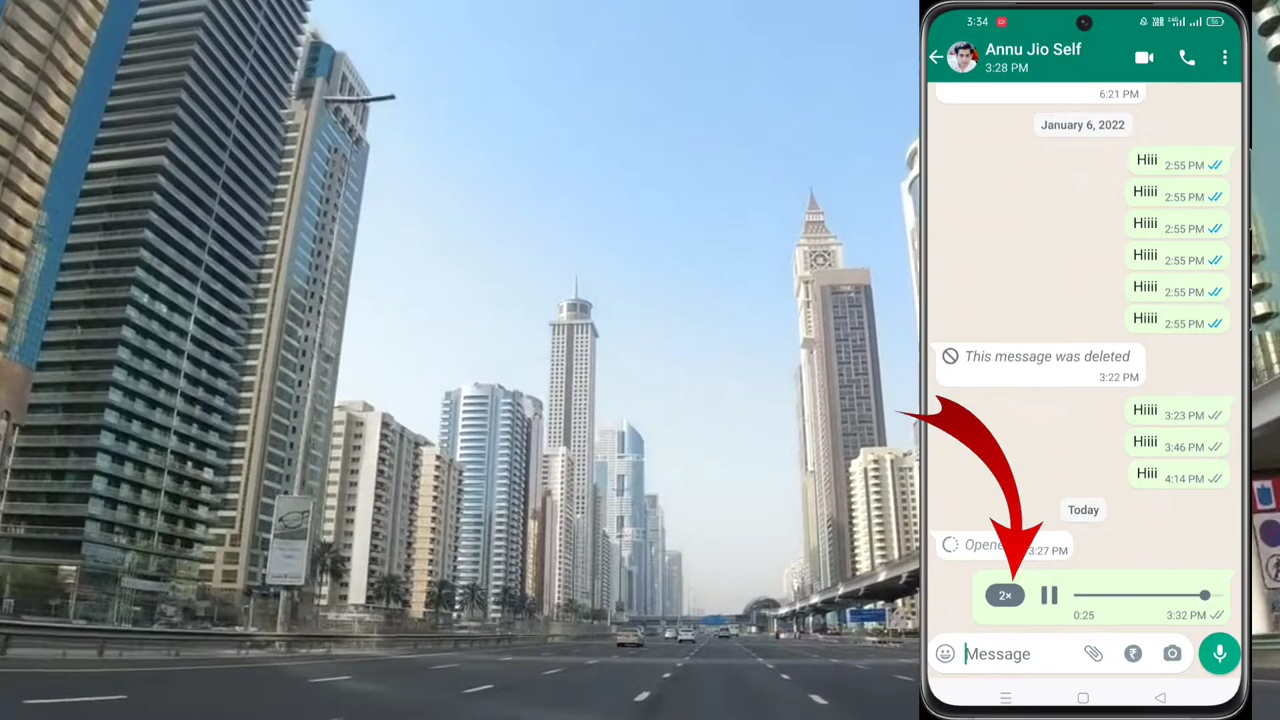 3:34
56
Annu Jio Self
3:28 PM
6:21 PM
January 6, 2022
Hiii 2:55 PM
Hiiii 2:55 PM
Hiiii 2:55 PM
Hiiii 2:55 PM
Hiiii 2:55 PM
Hiiii 2:55 PM
This message was deleted
3:22 PM
Hiiii 3:23 PM
Hiiii 3:46 PM
Hiii 4:14 PM
Today
3:27 PM
2×
0:25 3:32 PM
Message